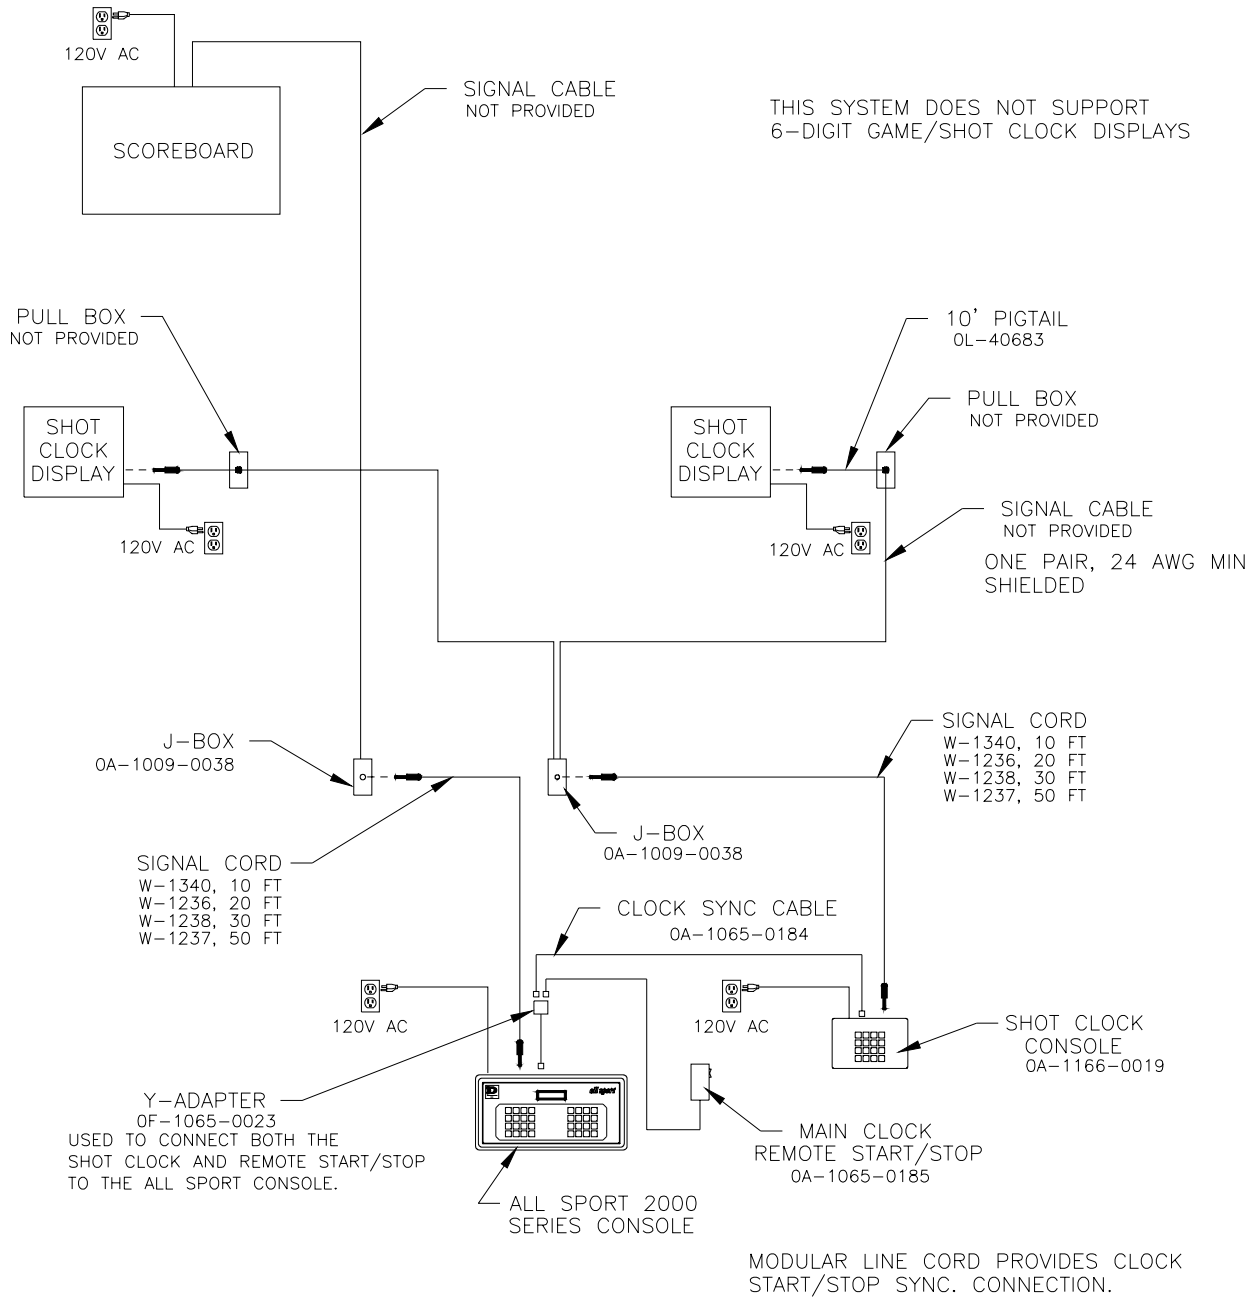 120V AC
SCOREBOARD
SIGNAL CABLE
NOT PROVIDED
THIS SYSTEM DOES NOT SUPPORT
6-DIGIT GAME/SHOT CLOCK DISPLAYS
PULL BOX
NOT PROVIDED
SHOT
CLOCK
DISPLAY
120V AC
10' PIGTAIL
0L-40683
PULL BOX
NOT PROVIDED
SHOT
CLOCK
DISPLAY
120V AC
SIGNAL CABLE
NOT PROVIDED
ONE PAIR, 24 AWG MIN
SHIELDED
J-BOX
0A-1009-0038
SIGNAL CORD
W-1340, 10 FT
W-1236, 20 FT
W-1238, 30 FT
W-1237, 50 FT
J-BOX
0A-1009-0038
SIGNAL CORD
W-1340, 10 FT
W-1236, 20 FT
W-1238, 30 FT
W-1237, 50 FT
CLOCK SYNC CABLE
0A-1065-0184
120V AC
120V AC
SHOT CLOCK
CONSOLE
0A-1166-0019
all sport
Y-ADAPTER
0F-1065-0023
USED TO CONNECT BOTH THE
SHOT CLOCK AND REMOTE START/STOP
TO THE ALL SPORT CONSOLE.
MAIN CLOCK
REMOTE START/STOP
0A-1065-0185
ALL SPORT 2000
SERIES CONSOLE
MODULAR LINE CORD PROVIDES CLOCK
START/STOP SYNC. CONNECTION.